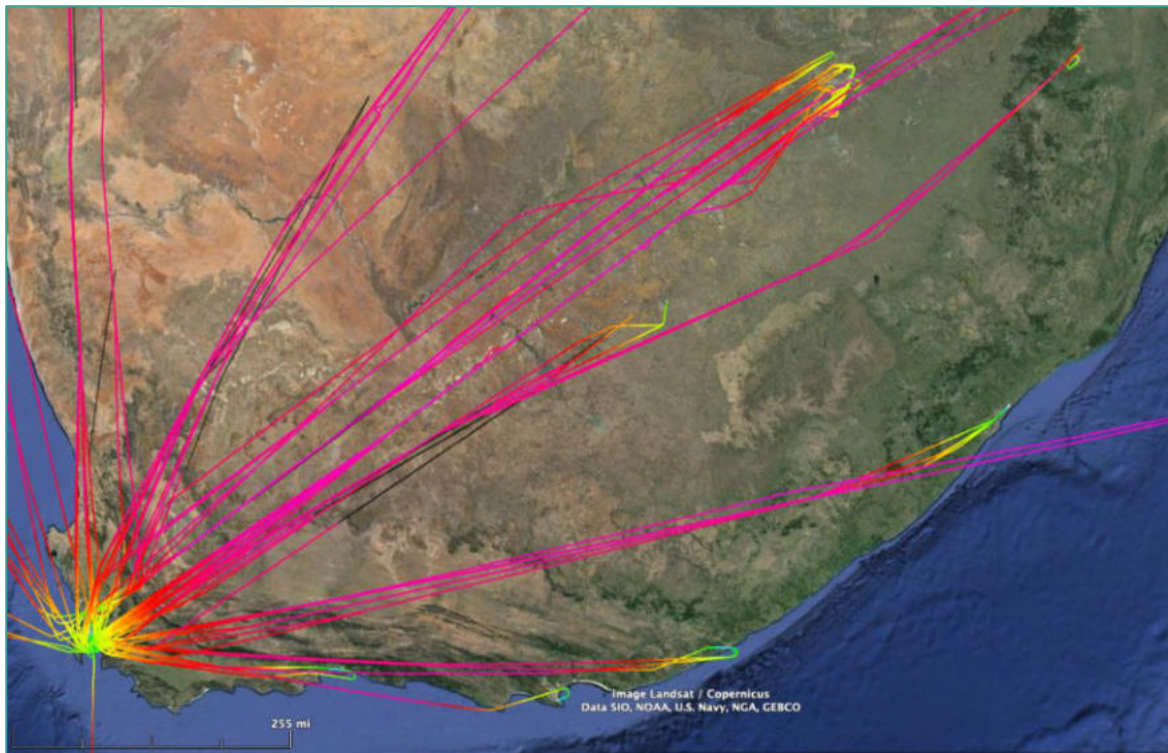 Image Landsat / Copernicus
Data SIO, NOAA, U.S. Navy, NGA, GEBCO
255 mi